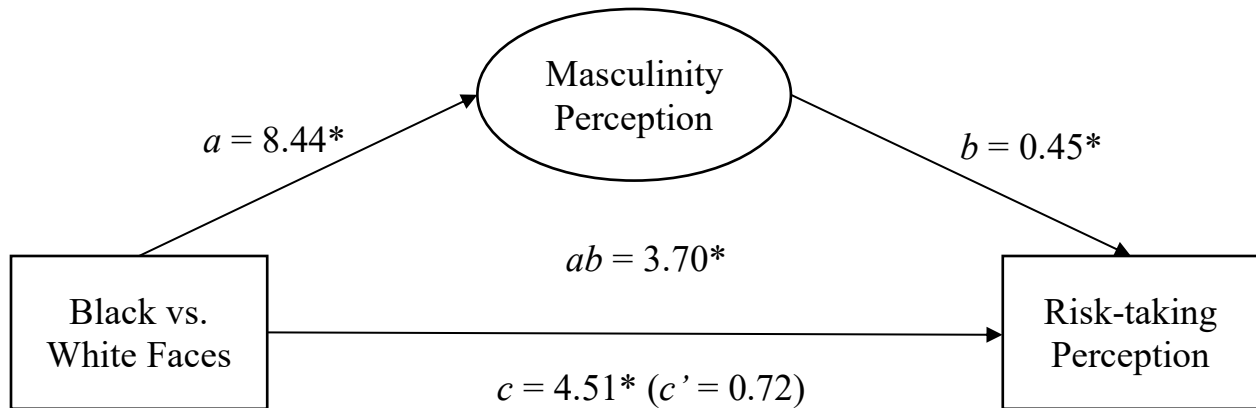 Masculinity
Perception
a = 8.44*
b = 0.45*
ab = 3.70*
Black vs.
White Faces
Risk-taking
Perception
c = 4.51* (c’ = 0.72)